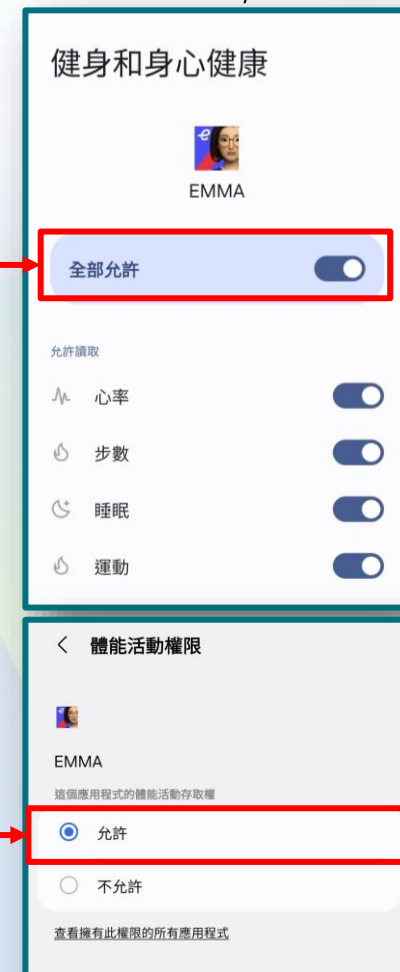 健身和身心健康
EMMA
全部允許
允許讀取
心率
步數
睡眠
運動
體能活動權限
EMMA
這個應用程式的體能活動存取權
允許
不允許
查看擁有此權限的所有應用程式